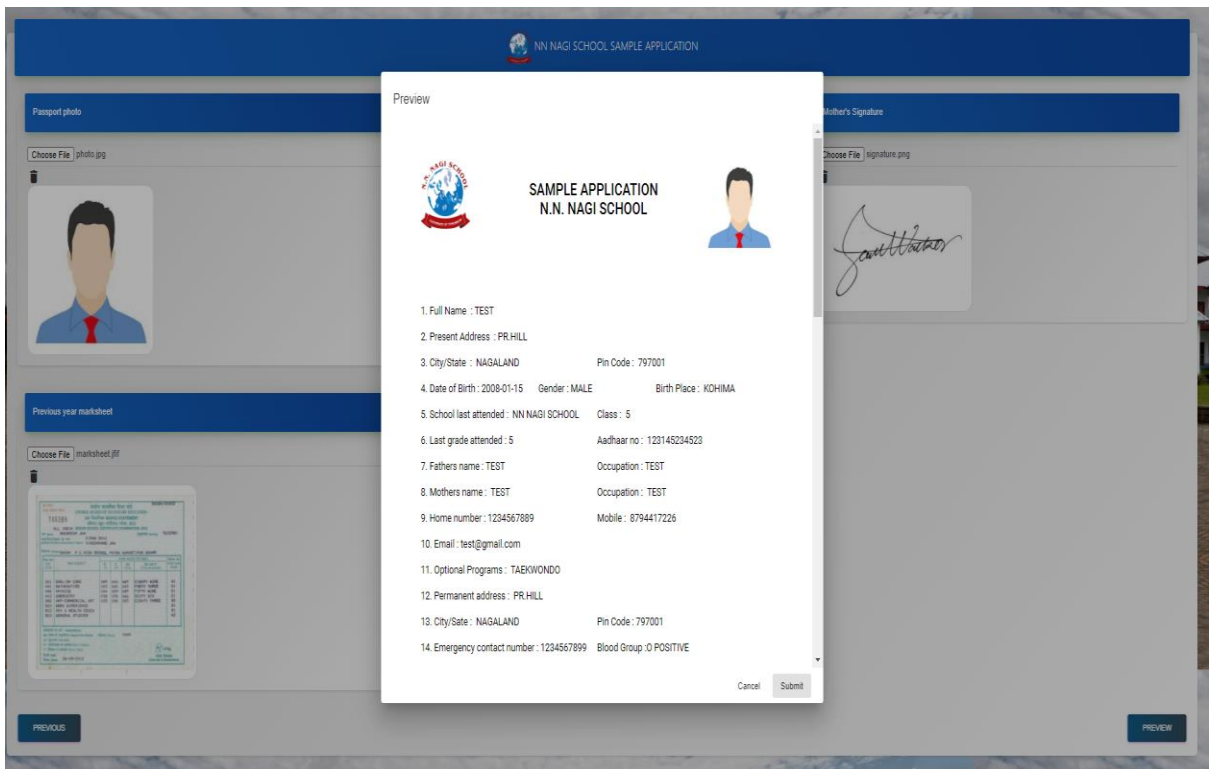 NN NAGI SCHOOL SAMPLE APPLICATION
Passport photo
Choose File photo.jpg
Previous year marksheet
Choose File marksheet.jfif
Mother's Signature
Choose File signature.png
Preview
N.N. NAGI SCHOOL
SAMPLE APPLICATION
N.N. NAGI SCHOOL
1. Full Name : TEST
2. Present Address : PR.HILL
3. City/State : NAGALAND Pin Code : 797001
4. Date of Birth : 2008-01-15 Gender : MALE Birth Place : KOHIMA
5. School last attended : NN NAGI SCHOOL Class : 5
6. Last grade attended : 5 Aadhaar no : 123145234523
7. Fathers name : TEST Occupation : TEST
8. Mothers name : TEST Occupation : TEST
9. Home number : 1234567889 Mobile : 8794417226
10. Email : test@gmail.com
11. Optional Programs : TAEKWONDO
12. Permanent address : PR.HILL
13. City/Sate : NAGALAND Pin Code : 797001
14. Emergency contact number : 1234567899 Blood Group :O POSITIVE
Cancel Submit
PREVIOUS
PREVIEW